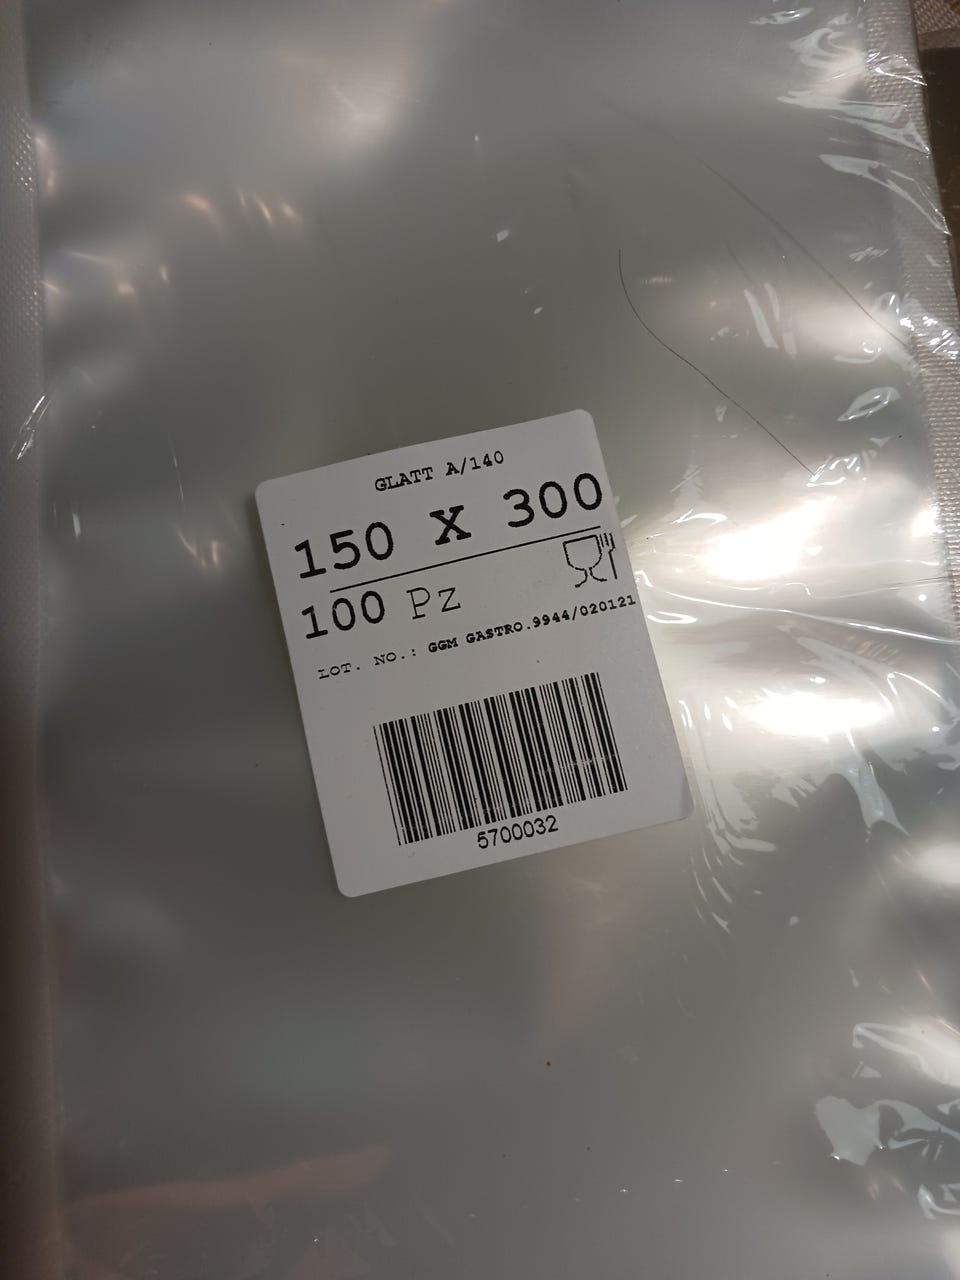 GLATT A/140
150 X 300
100 Pz
LOT. NO.: GGM GASTRO.9944/020121
5700032